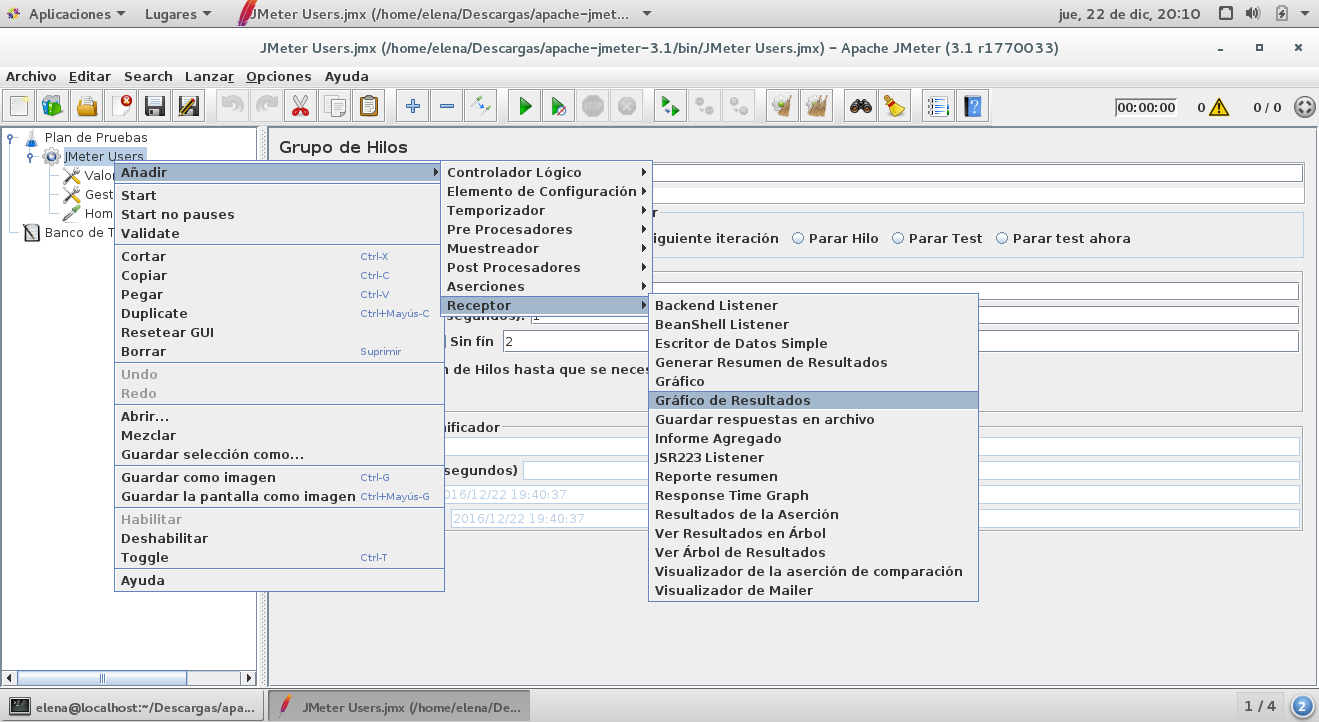 Aplicaciones Lugares JMeter Users.jmx (/home/elena/Descargas/apache-jmet... jue, 22 de dic, 20:10
JMeter Users.jmx (/home/elena/Descargas/apache-jmeter-3.1/bin/JMeter Users.jmx) - Apache JMeter (3.1 r1770033)
Archivo Editar Search Lanzar Opciones Ayuda
00:00:00 0 0 / 0
Plan de Pruebas
JMeter Users
Valo
Gest
Hom
Banco de T
Grupo de Hilos
Añadir
Start
Start no pauses
Validate
Cortar Ctrl-X
Copiar Ctrl-C
Pegar Ctrl-V
Duplicate Ctrl+Mayús-C
Resetear GUI
Borrar Suprimir
Undo
Redo
Abrir...
Mezclar
Guardar selección como...
Guardar como imagen Ctrl-G
Guardar la pantalla como imagen Ctrl+Mayús-G
Habilitar
Deshabilitar
Toggle Ctrl-T
Ayuda
Controlador Lógico
Elemento de Configuración
Temporizador
Pre Procesadores
Muestreador
Post Procesadores
Aserciones
Receptor
Backend Listener
BeanShell Listener
Escritor de Datos Simple
Generar Resumen de Resultados
Gráfico
Gráfico de Resultados
Guardar respuestas en archivo
Informe Agregado
JSR223 Listener
Reporte resumen
Response Time Graph
Resultados de la Aserción
Ver Resultados en Árbol
Ver Árbol de Resultados
Visualizador de la aserción de comparación
Visualizador de Mailer
iguiente iteración Parar Hilo Parar Test Parar test ahora
segundos): 1
Sin fín 2
n de Hilos hasta que se neces
nificador
segundos)
016/12/22 19:40:37
2016/12/22 19:40:37
elena@localhost:~/Descargas/apa... JMeter Users.jmx (/home/elena/De... 1 / 4 2